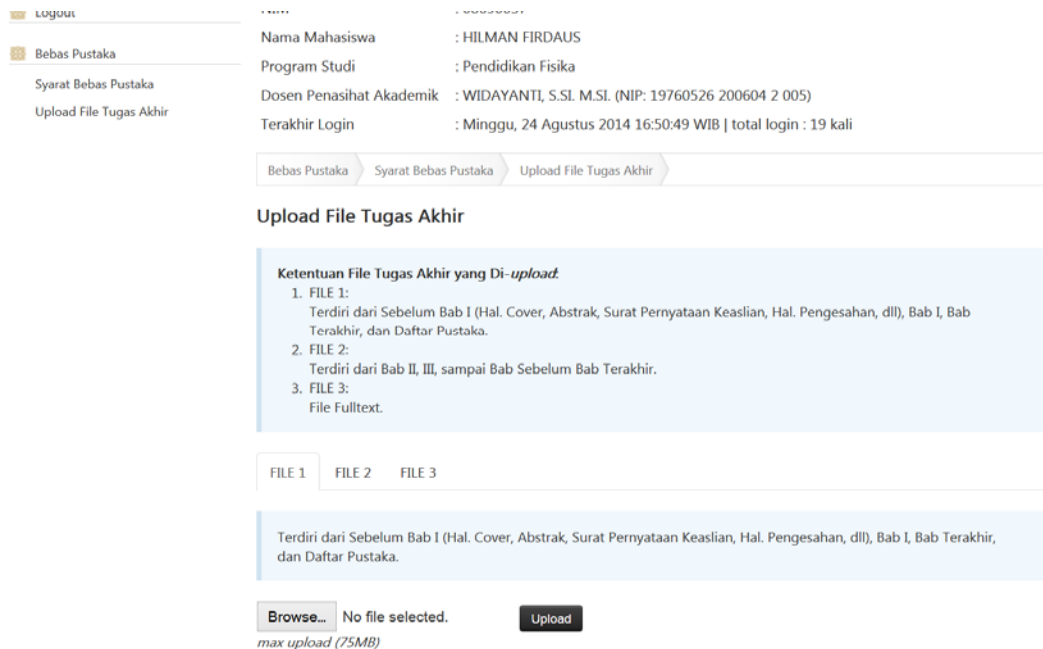 Logout
NIM
Nama Mahasiswa : HILMAN FIRDAUS
Bebas Pustaka
Program Studi : Pendidikan Fisika
Syarat Bebas Pustaka
Dosen Penasihat Akademik : WIDAYANTI, S.SI. M.SI. (NIP: 19760526 200604 2 005)
Upload File Tugas Akhir
Terakhir Login : Minggu, 24 Agustus 2014 16:50:49 WIB | total login : 19 kali
Bebas Pustaka Syarat Bebas Pustaka Upload File Tugas Akhir
Upload File Tugas Akhir
Ketentuan File Tugas Akhir yang Di-upload:
1. FILE 1:
Terdiri dari Sebelum Bab I (Hal. Cover, Abstrak, Surat Pernyataan Keaslian, Hal. Pengesahan, dll), Bab I, Bab
Terakhir, dan Daftar Pustaka.
2. FILE 2:
Terdiri dari Bab II, III, sampai Bab Sebelum Bab Terakhir.
3. FILE 3:
File Fulltext.
FILE 1 FILE 2 FILE 3
Terdiri dari Sebelum Bab I (Hal. Cover, Abstrak, Surat Pernyataan Keaslian, Hal. Pengesahan, dll), Bab I, Bab Terakhir,
dan Daftar Pustaka.
Browse... No file selected. Upload
max upload (75MB)